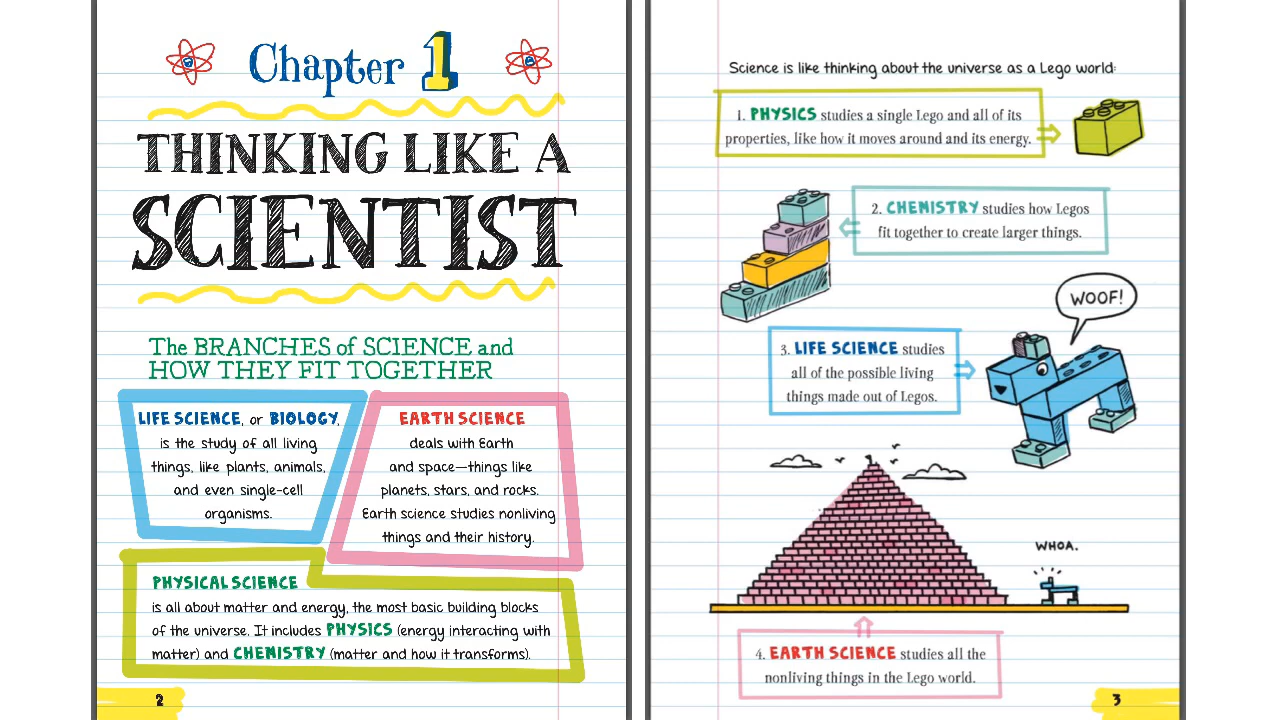 Chapter 1
THINKING LIKE A
SCIENTIST
The BRANCHES of SCIENCE and
HOW THEY FIT TOGETHER
LIFE SCIENCE, or BIOLOGY,
is the study of all living
things, like plants, animals,
and even single-cell
organisms.
EARTH SCIENCE
deals with Earth
and space—things like
planets, stars, and rocks.
Earth science studies nonliving
things and their history.
PHYSICAL SCIENCE
is all about matter and energy, the most basic building blocks
of the universe. It includes PHYSICS (energy interacting with
matter) and CHEMISTRY (matter and how it transforms).
2
Science is like thinking about the universe as a Lego world:
1. PHYSICS studies a single Lego and all of its
properties, like how it moves around and its energy.
2. CHEMISTRY studies how Legos
fit together to create larger things.
WOOF!
3. LIFE SCIENCE studies
all of the possible living
things made out of Legos.
WHOA.
4. EARTH SCIENCE studies all the
nonliving things in the Lego world.
3